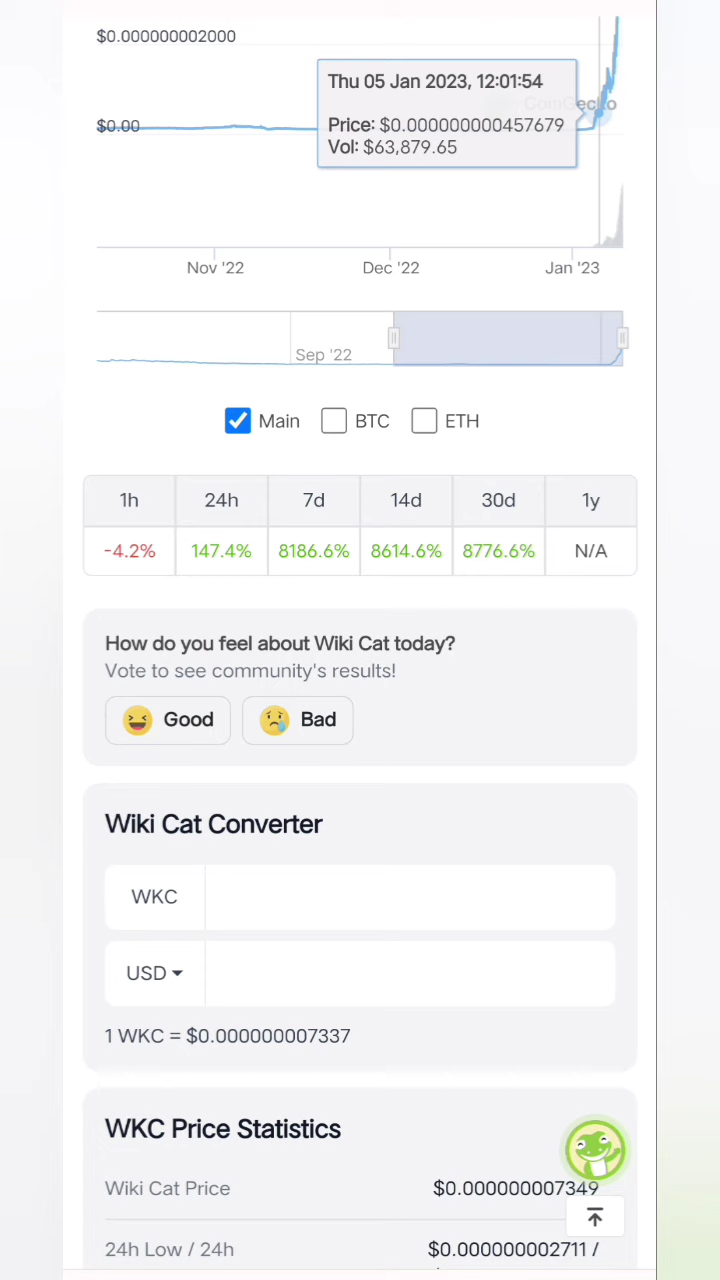 $0.000000002000
Thu 05 Jan 2023, 12:01:54
CoinGecko
$0.00
Price: $0.000000000457679
Vol: $63,879.65
Nov '22 Dec '22 Jan '23
Sep '22
Main BTC ETH
1h 24h 7d 14d 30d 1y
-4.2% 147.4% 8186.6% 8614.6% 8776.6% N/A
How do you feel about Wiki Cat today?
Vote to see community's results!
Good Bad
Wiki Cat Converter
WKC
USD
1 WKC = $0.000000007337
WKC Price Statistics
Wiki Cat Price $0.000000007349
24h Low / 24h $0.000000002711 /